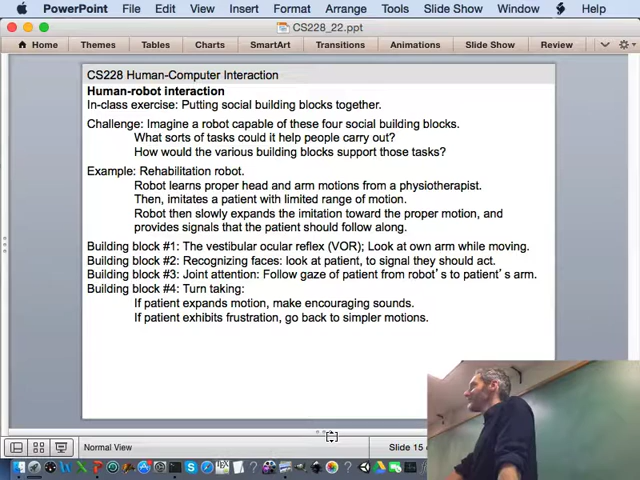 PowerPoint File Edit View Insert Format Arrange Tools Slide Show Window Help
CS228_22.ppt
Home Themes Tables Charts SmartArt Transitions Animations Slide Show Review
CS228 Human-Computer Interaction
Human-robot interaction
In-class exercise: Putting social building blocks together.
Challenge: Imagine a robot capable of these four social building blocks.
What sorts of tasks could it help people carry out?
How would the various building blocks support those tasks?
Example: Rehabilitation robot.
Robot learns proper head and arm motions from a physiotherapist.
Then, imitates a patient with limited range of motion.
Robot then slowly expands the imitation toward the proper motion, and
provides signals that the patient should follow along.
Building block #1: The vestibular ocular reflex (VOR); Look at own arm while moving.
Building block #2: Recognizing faces: look at patient, to signal they should act.
Building block #3: Joint attention: Follow gaze of patient from robot's to patient's arm.
Building block #4: Turn taking:
If patient expands motion, make encouraging sounds.
If patient exhibits frustration, go back to simpler motions.
Normal View Slide 15